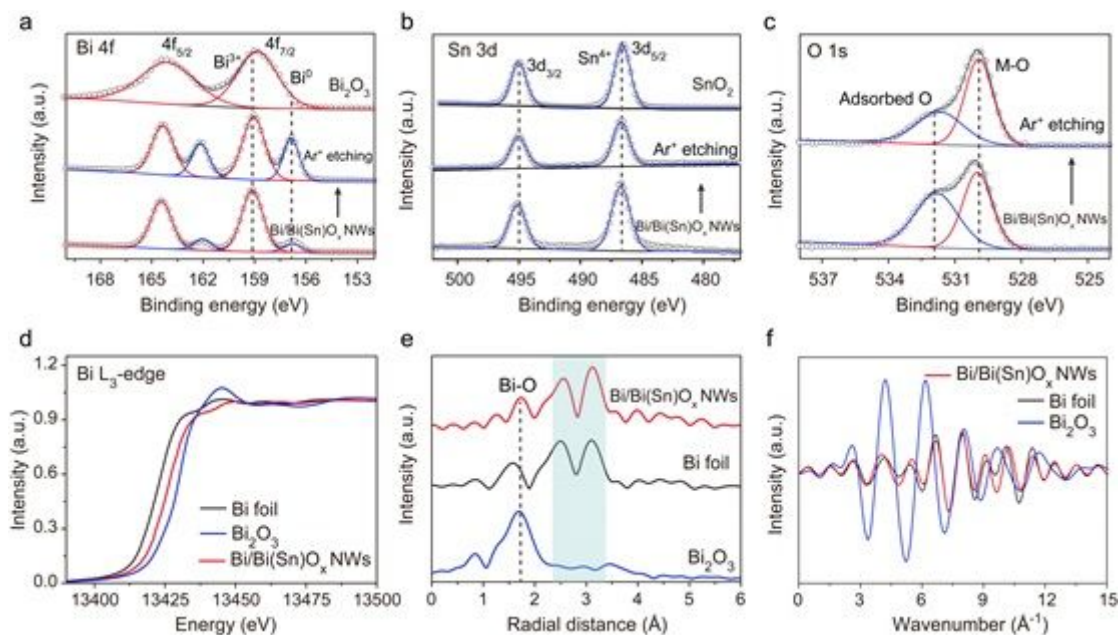 a
Bi 4f
4f5/2
4f7/2
Bi3+
Bi0
Bi2O3
Ar+ etching
Bi/Bi(Sn)Ox NWs
Intensity (a.u.)
168 165 162 159 156 153
Binding energy (eV)
b
Sn 3d
3d3/2
Sn4+
3d5/2
SnO2
Ar+ etching
Bi/Bi(Sn)Ox NWs
Intensity (a.u.)
500 495 490 485 480
Binding energy (eV)
c
O 1s
M-O
Adsorbed O
Ar+ etching
Bi/Bi(Sn)Ox NWs
Intensity (a.u.)
537 534 531 528 525
Binding energy (eV)
d
Bi L3-edge
Bi foil
Bi2O3
Bi/Bi(Sn)Ox NWs
Intensity (a.u.)
1.2
0.9
0.6
0.3
0.0
13400 13425 13450 13475 13500
Energy (eV)
e
Bi-O
Bi/Bi(Sn)Ox NWs
Bi foil
Bi2O3
Intensity (a.u.)
0 1 2 3 4 5 6
Radial distance (Å)
f
Bi/Bi(Sn)Ox NWs
Bi foil
Bi2O3
Intensity (a.u.)
0 3 6 9 12 15
Wavenumber (Å-1)